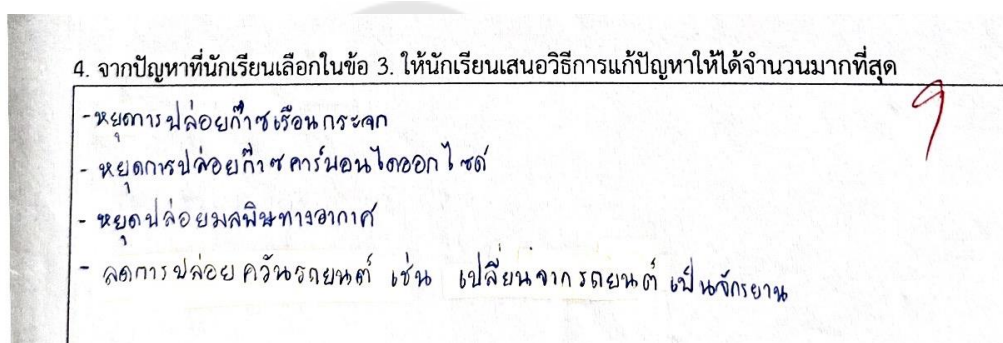 4. จากปัญหาที่นักเรียนเลือกในข้อ 3. ให้นักเรียนเสนอวิธีการแก้ปัญหาให้ได้จำนวนมากที่สุด
9
-หยุดการปล่อยก๊าซเรือนกระจก
- หยุดการปล่อยก๊าซคาร์บอนไดออกไซด์
- หยุดปล่อยมลพิษทางอากาศ
- ลดการปล่อยควันรถยนต์ เช่น เปลี่ยนจากรถยนต์ เป็นจักรยาน